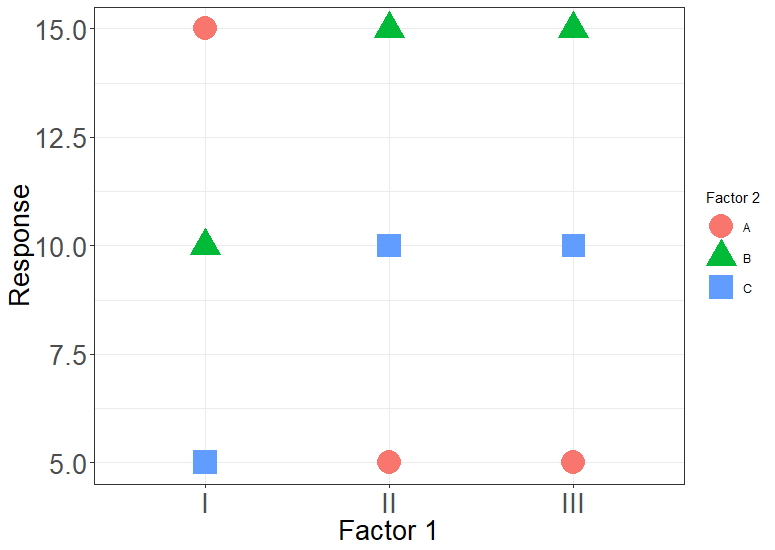 Response
15.0
12.5
10.0
7.5
5.0
I
II
III
Factor 1
Factor 2
A
B
C